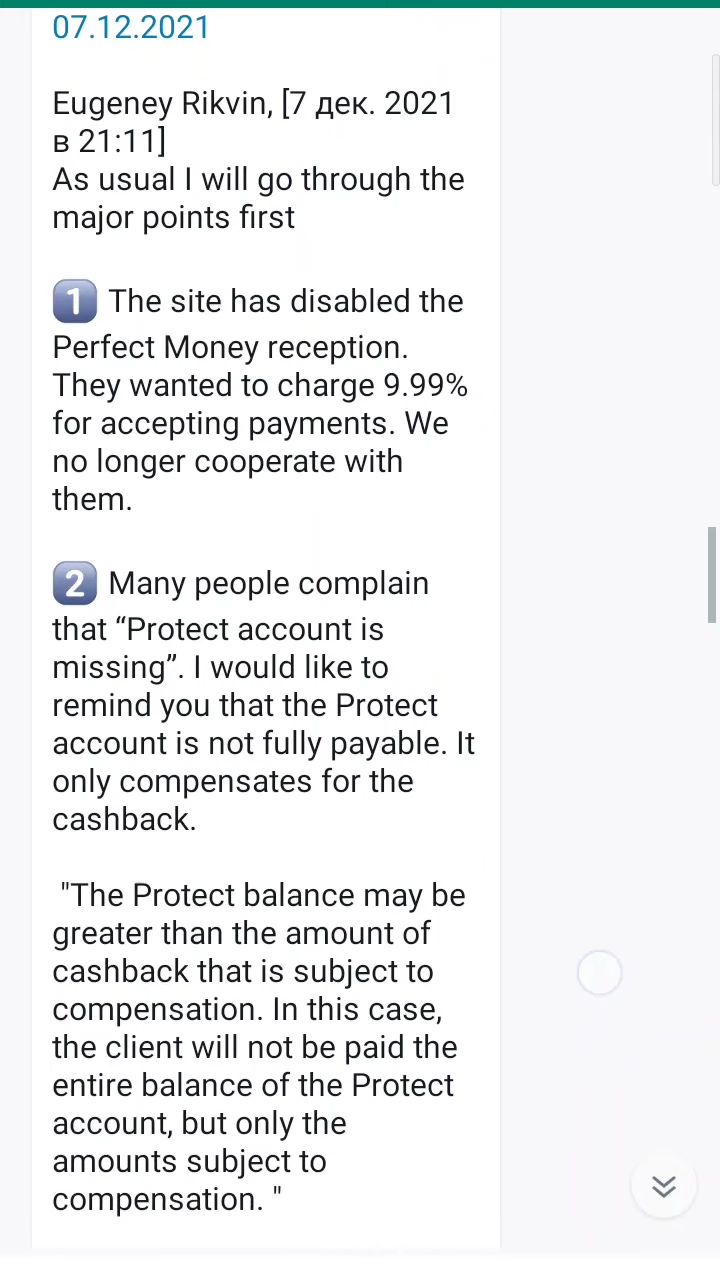 07.12.2021
Eugeney Rikvin, [7 дек. 2021
в 21:11]
As usual I will go through the
major points first
1 The site has disabled the
Perfect Money reception.
They wanted to charge 9.99%
for accepting payments. We
no longer cooperate with
them.
2 Many people complain
that “Protect account is
missing”. I would like to
remind you that the Protect
account is not fully payable. It
only compensates for the
cashback.
"The Protect balance may be
greater than the amount of
cashback that is subject to
compensation. In this case,
the client will not be paid the
entire balance of the Protect
account, but only the
amounts subject to
compensation. "